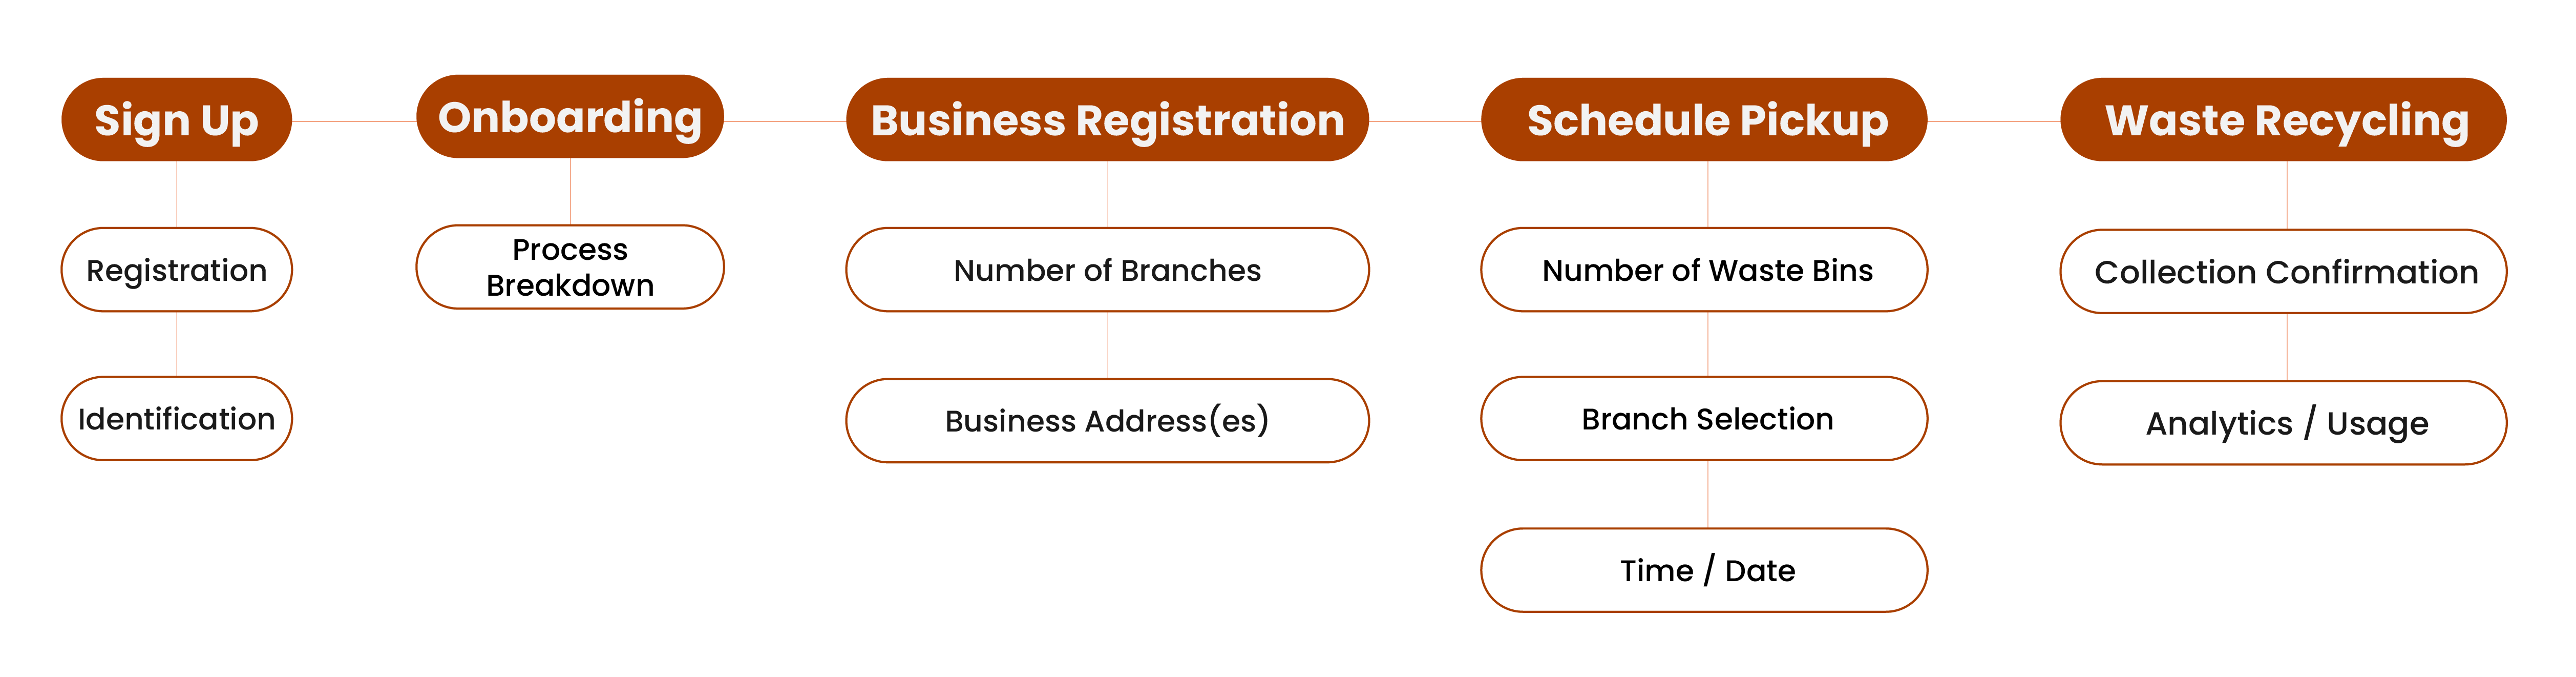 Sign Up
Onboarding
Business Registration
Schedule Pickup
Waste Recycling
Registration
Process
Breakdown
Number of Branches
Number of Waste Bins
Collection Confirmation
Identification
Business Address(es)
Branch Selection
Analytics / Usage
Time / Date